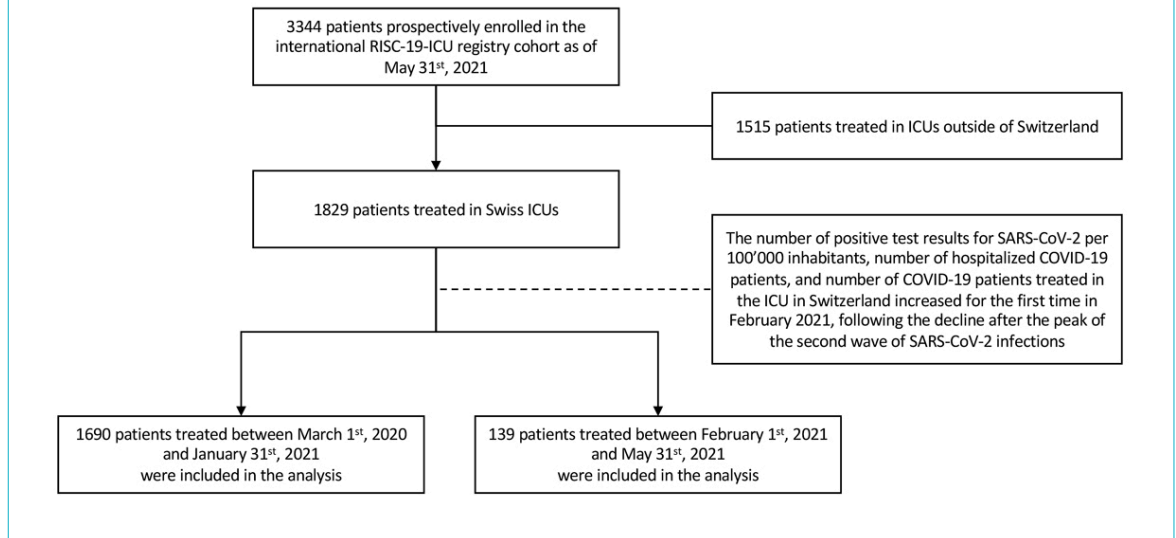 3344 patients prospectively enrolled in the
international RISC-19-ICU registry cohort as of
May 31st, 2021
1515 patients treated in ICUs outside of Switzerland
1829 patients treated in Swiss ICUs
The number of positive test results for SARS-CoV-2 per
100'000 inhabitants, number of hospitalized COVID-19
patients, and number of COVID-19 patients treated in
the ICU in Switzerland increased for the first time in
February 2021, following the decline after the peak of
the second wave of SARS-CoV-2 infections
1690 patients treated between March 1st, 2020
and January 31st, 2021
were included in the analysis
139 patients treated between February 1st, 2021
and May 31st, 2021
were included in the analysis